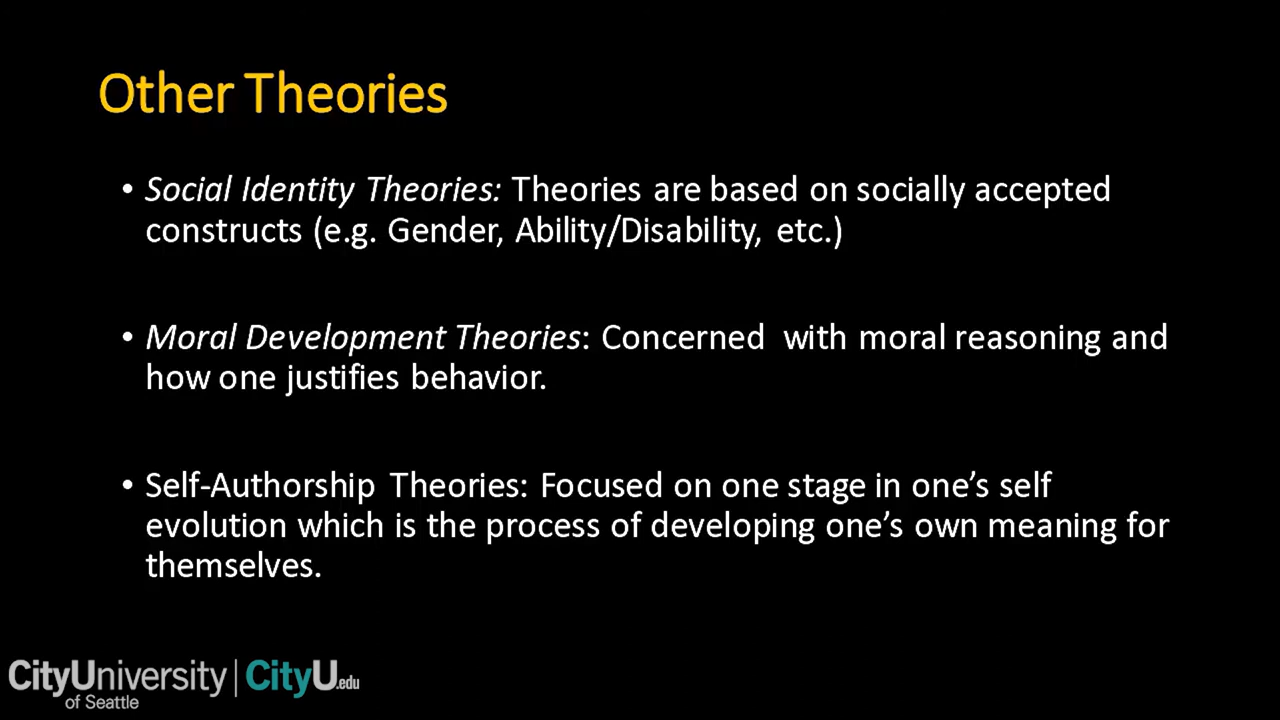 Other Theories
• Social Identity Theories: Theories are based on socially accepted
constructs (e.g. Gender, Ability/Disability, etc.)
• Moral Development Theories: Concerned  with moral reasoning and
how one justifies behavior.
• Self-Authorship Theories: Focused on one stage in one’s self
evolution which is the process of developing one’s own meaning for
themselves.
CityUniversity | CityU.edu
of Seattle